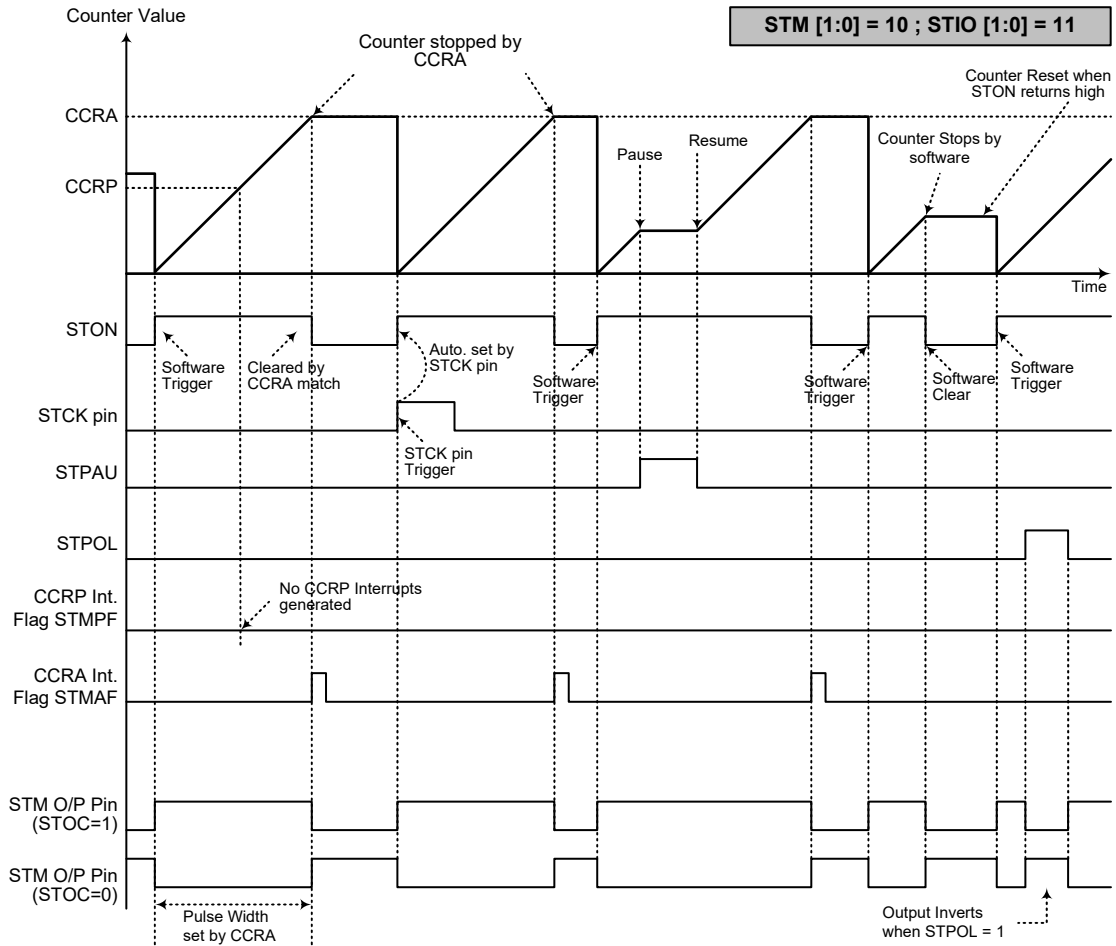 Counter Value
STM [1:0] = 10 ; STIO [1:0] = 11
Counter stopped by
CCRA
Counter Reset when
STON returns high
CCRA
Pause
Resume
Counter Stops by
software
CCRP
Time
STON
Software
Trigger
Cleared by
CCRA match
Auto. set by
STCK pin
Software
Trigger
Software
Trigger
Software
Clear
Software
Trigger
STCK pin
STCK pin
Trigger
STPAU
STPOL
CCRP Int.
Flag STMPF
No CCRP Interrupts
generated
CCRA Int.
Flag STMAF
STM O/P Pin
(STOC=1)
STM O/P Pin
(STOC=0)
Pulse Width
set by CCRA
Output Inverts
when STPOL = 1